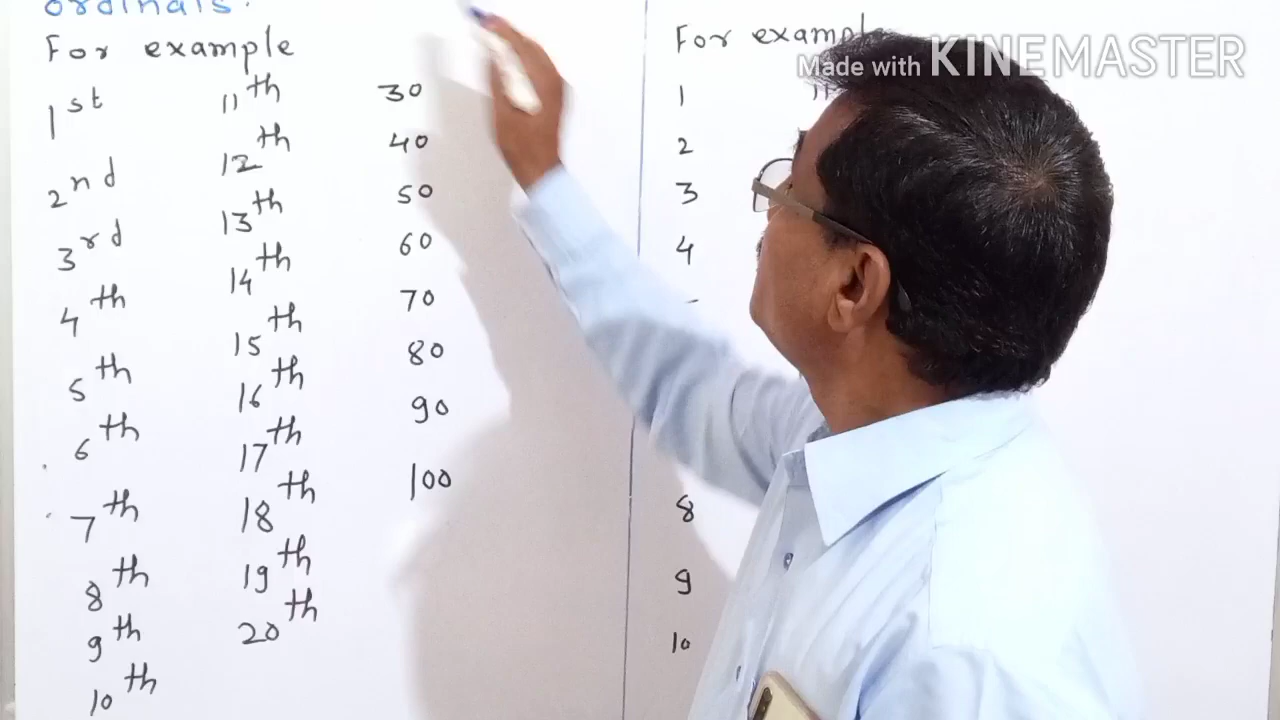 ordinals.
For example
1st
2nd
3rd
4th
5th
6th
7th
8th
9th
10th
11th
12th
13th
14th
15th
16th
17th
18th
19th
20th
30
40
50
60
70
80
90
100
For example
1
2
3
4
8
9
10
Made with KINEMASTER